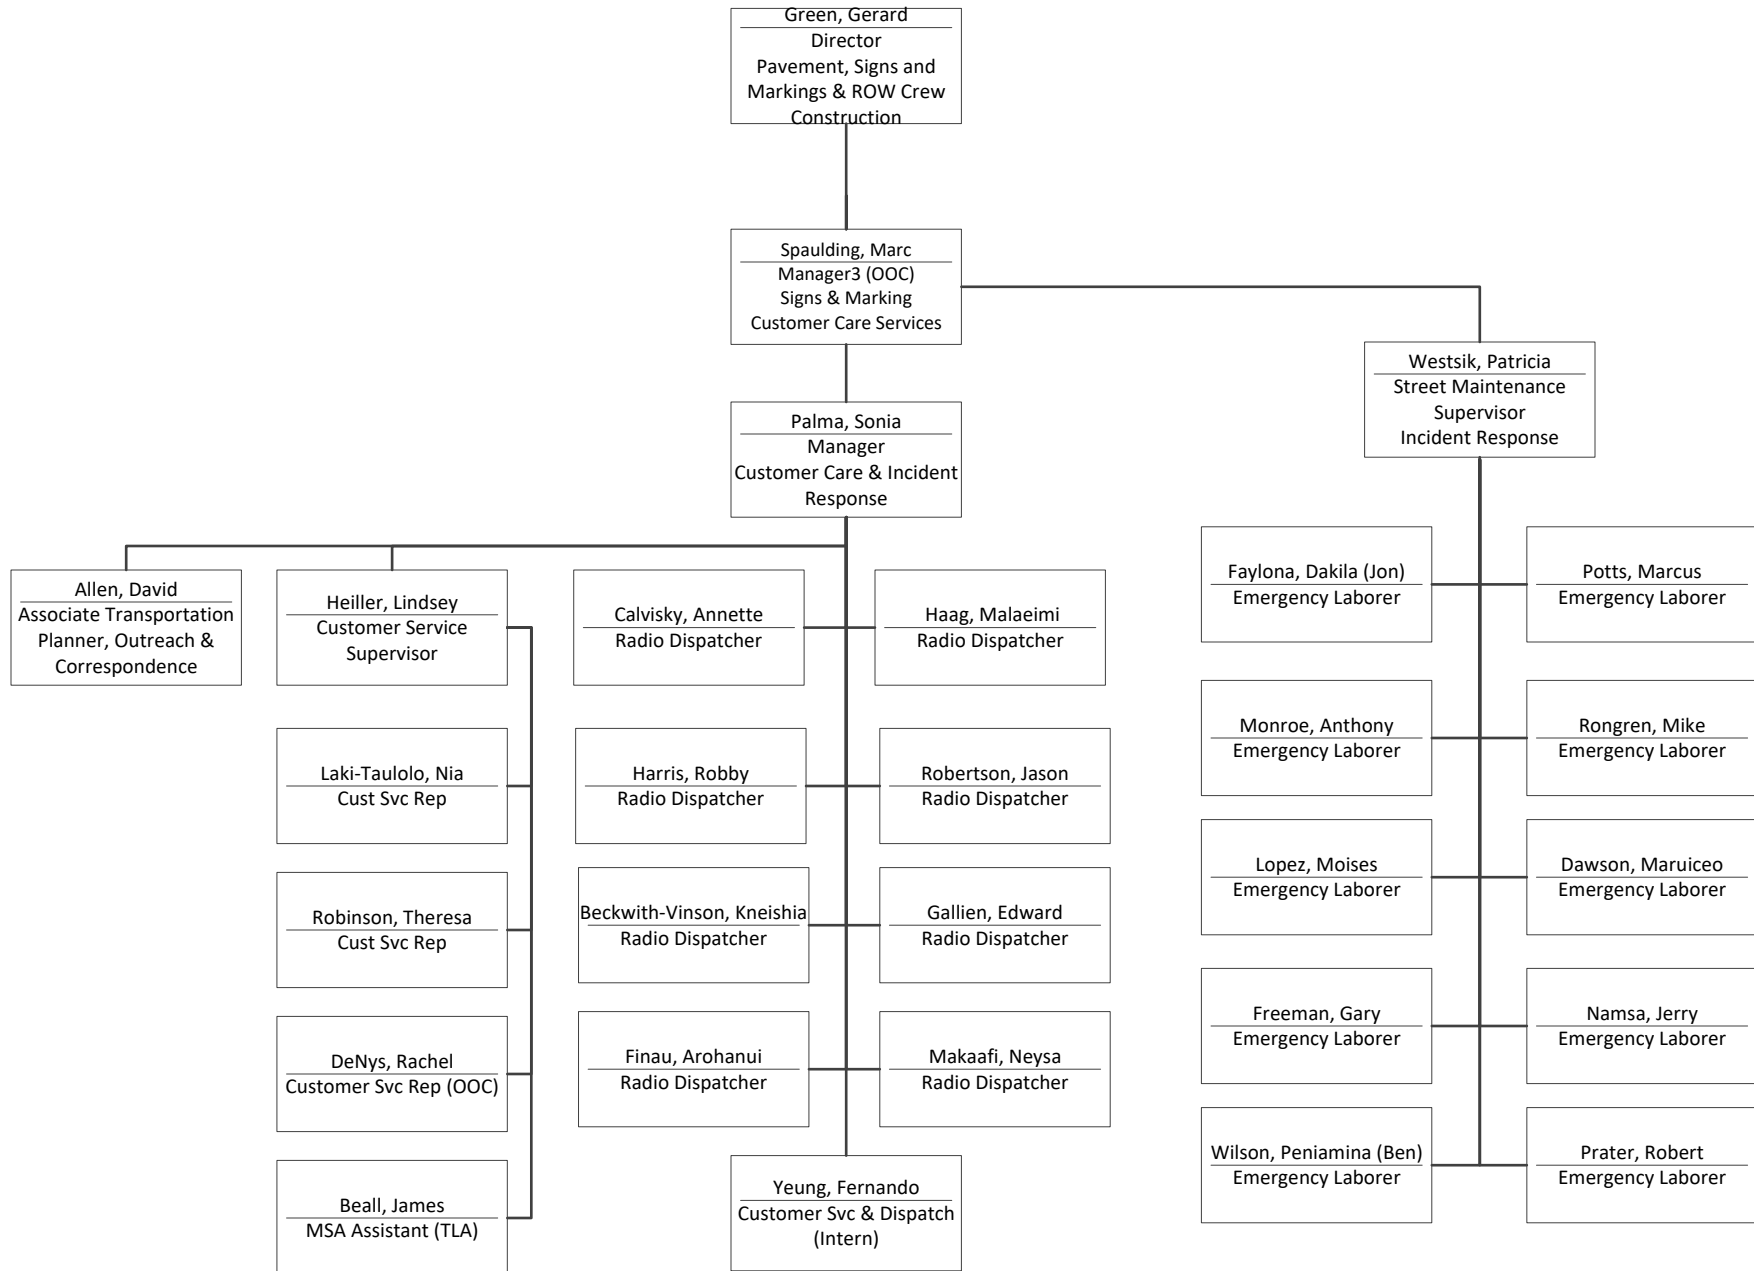 Green, Gerard
Director
Pavement, Signs and
Markings & ROW Crew
Construction
Spaulding, Marc
Manager3 (OOC)
Signs & Marking
Customer Care Services
Westsik, Patricia
Street Maintenance
Supervisor
Incident Response
Palma, Sonia
Manager
Customer Care & Incident
Response
Allen, David
Associate Transportation
Planner, Outreach &
Correspondence
Heiller, Lindsey
Customer Service
Supervisor
Laki-Taulolo, Nia
Cust Svc Rep
Robinson, Theresa
Cust Svc Rep
DeNys, Rachel
Customer Svc Rep (OOC)
Beall, James
MSA Assistant (TLA)
Calvisky, Annette
Radio Dispatcher
Haag, Malaeimi
Radio Dispatcher
Harris, Robby
Radio Dispatcher
Robertson, Jason
Radio Dispatcher
Beckwith-Vinson, Kneishia
Radio Dispatcher
Gallien, Edward
Radio Dispatcher
Finau, Arohanui
Radio Dispatcher
Makaafi, Neysa
Radio Dispatcher
Yeung, Fernando
Customer Svc & Dispatch
(Intern)
Faylona, Dakila (Jon)
Emergency Laborer
Potts, Marcus
Emergency Laborer
Monroe, Anthony
Emergency Laborer
Rongren, Mike
Emergency Laborer
Lopez, Moises
Emergency Laborer
Dawson, Maruiceo
Emergency Laborer
Freeman, Gary
Emergency Laborer
Namsa, Jerry
Emergency Laborer
Wilson, Peniamina (Ben)
Emergency Laborer
Prater, Robert
Emergency Laborer